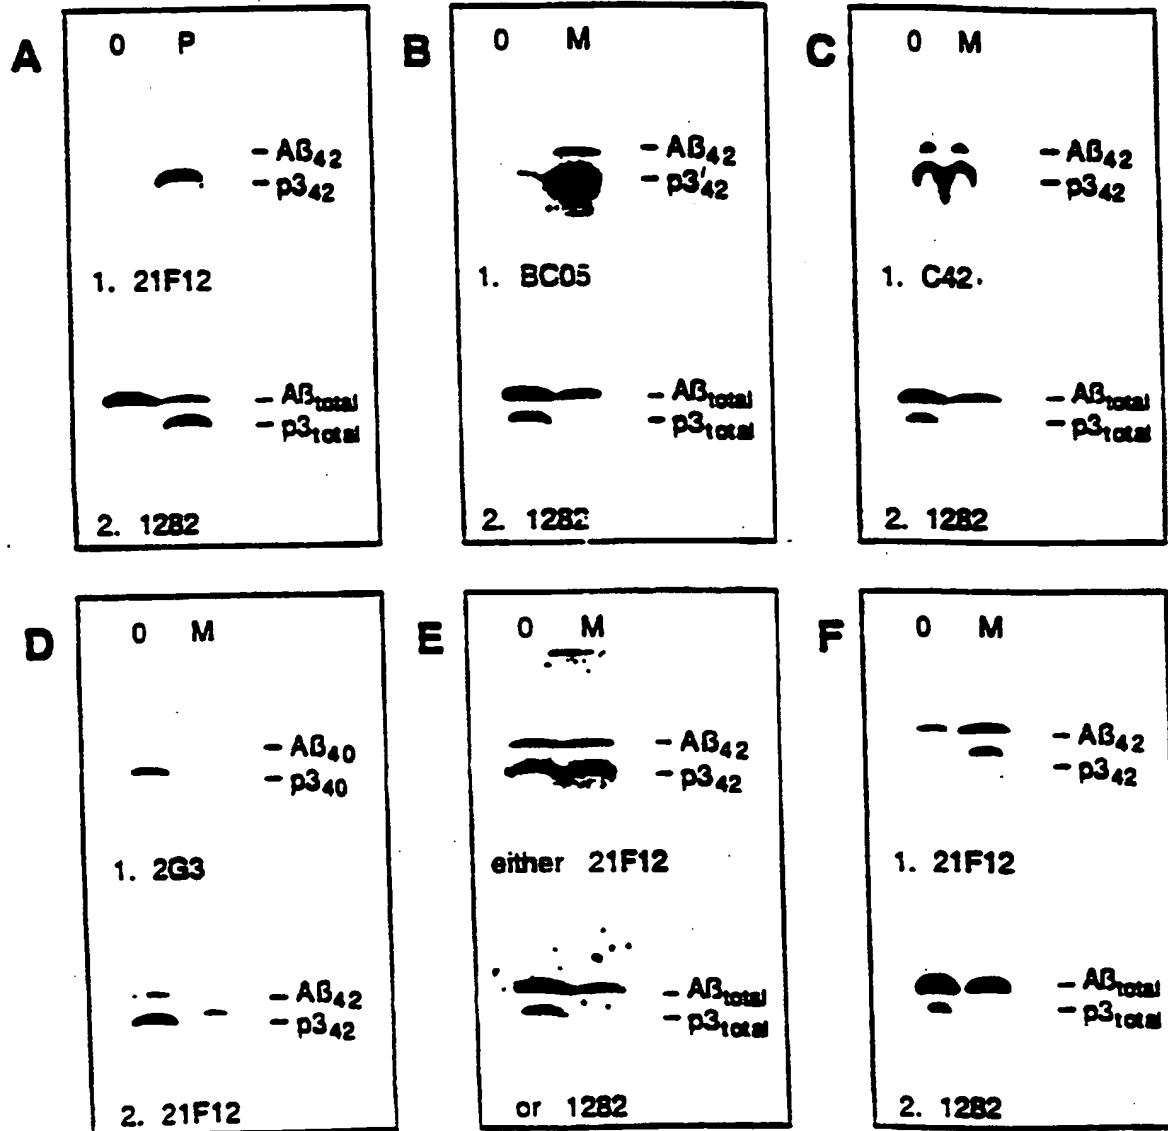 A
0 P
- Aß42
- p342
1. 21F12
- Aßtotal
- p3total
2. 1282
B
0 M
- Aß42
- p3'42
1. BC05
- Aßtotal
- p3total
2. 1282
C
0 M
- Aß42
- p342
1. C42.
- Aßtotal
- p3total
2. 1282
D
0 M
- Aß40
- p340
1. 2G3
- Aß42
- p342
2. 21F12
E
0 M
- Aß42
- p342
either 21F12
- Aßtotal
- p3total
or 1282
F
0 M
- Aß42
- p342
1. 21F12
- Aßtotal
- p3total
2. 1282